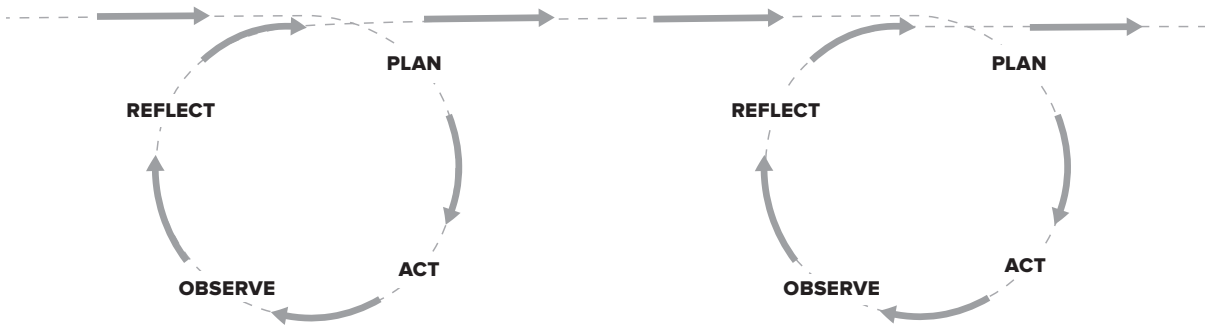 PLAN
REFLECT
ACT
OBSERVE
PLAN
REFLECT
ACT
OBSERVE